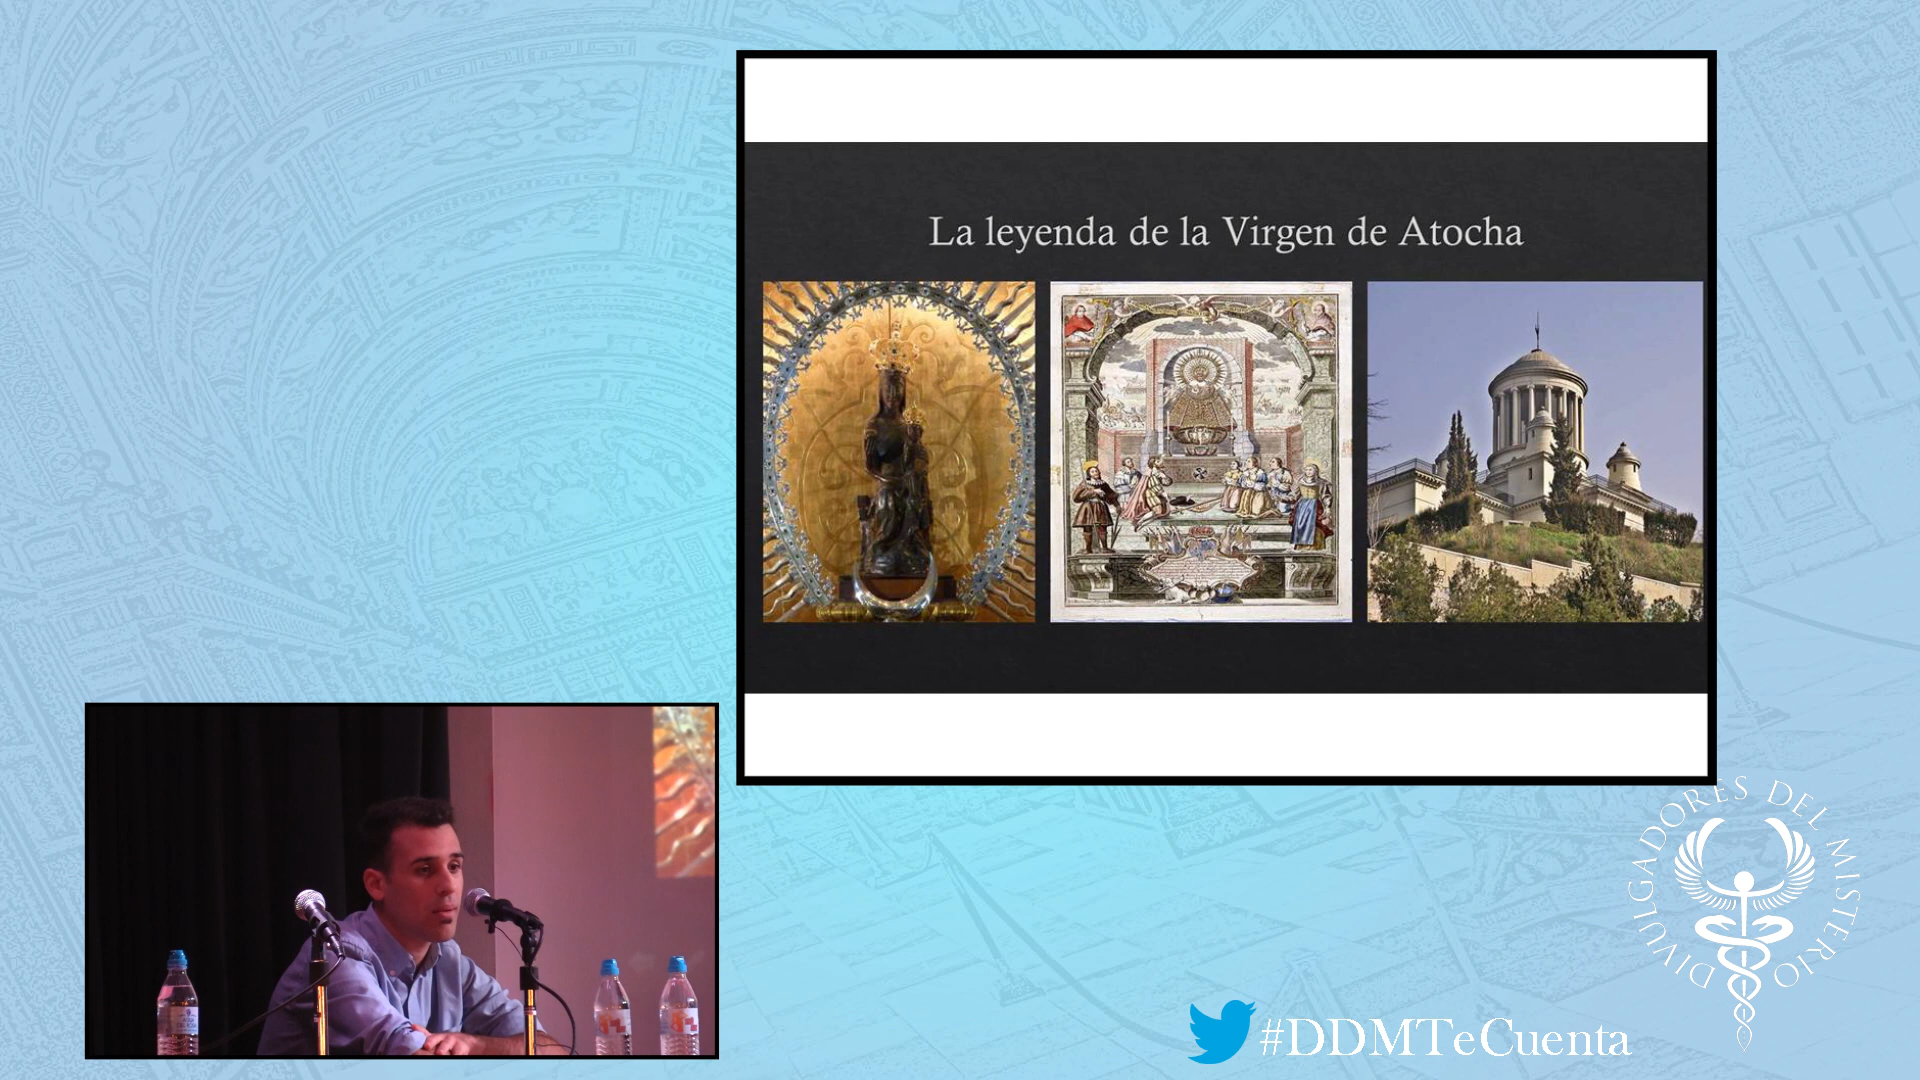 La leyenda de la Virgen de Atocha
DIVULGADORES DEL MISTERIO
#DDMTeCuenta